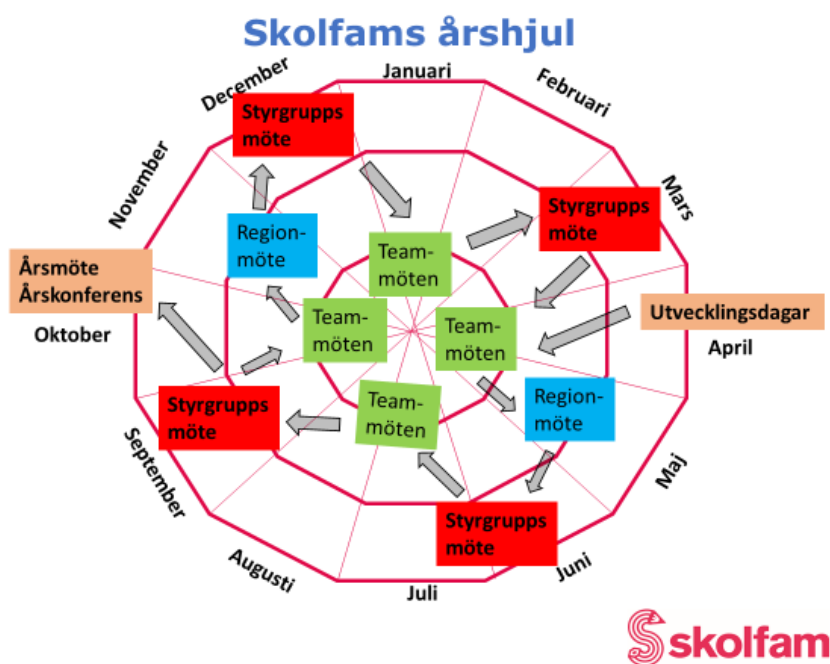 Skolfams årshjul
Januari
Februari
Mars
April
Maj
Juni
Juli
Augusti
September
Oktober
November
December
Styrgrupps
möte
Styrgrupps
möte
Region-
möte
Team-
möten
Årsmöte
Årskonferens
Team-
möten
Team-
möten
Utvecklingsdagar
Styrgrupps
möte
Team-
möten
Region-
möte
Styrgrupps
möte
skolfam